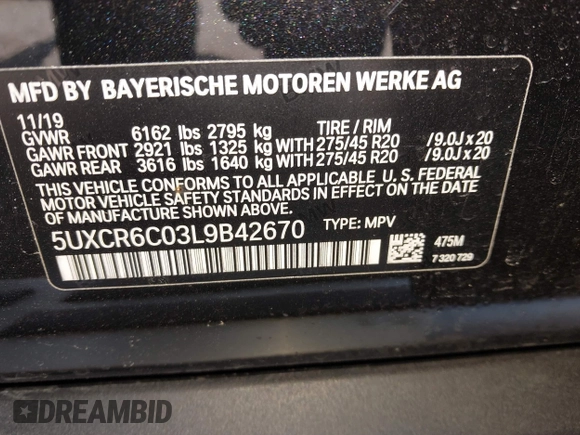 MFD BY BAYERISCHE MOTOREN WERKE AG
11/19
GVWR 6162 lbs 2795 kg TIRE / RIM
GAWR FRONT 2921 lbs 1325 kg WITH 275/45 R20 /9.0J x 20
GAWR REAR 3616 lbs 1640 kg WITH 275/45 R20 /9.0J x 20
THIS VEHICLE CONFORMS TO ALL APPLICABLE U.S. FEDERAL
MOTOR VEHICLE SAFETY STANDARDS IN EFFECT ON THE
DATE OF MANUFACTURE SHOWN ABOVE.
5UXCR6C03L9B42670 TYPE: MPV
475M
7 320 729
DREAMBID